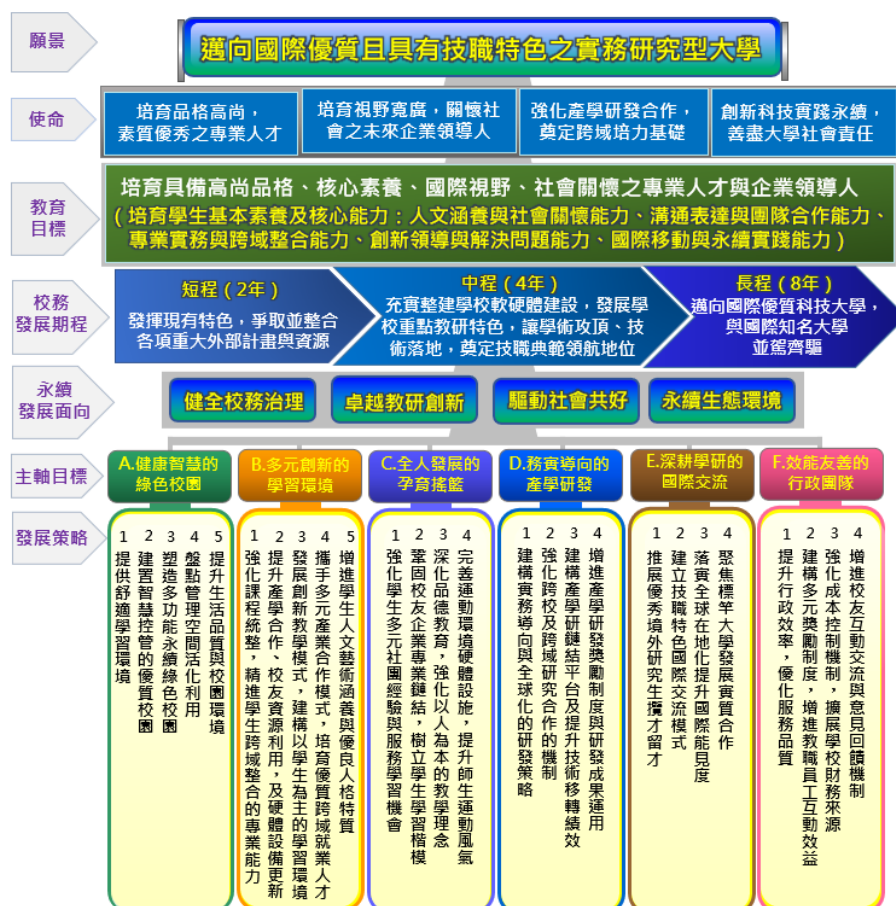 願景
邁向國際優質且具有技職特色之實務研究型大學
使命
培育品格高尚，
素質優秀之專業人才
培育視野寬廣，關懷社
會之未來企業領導人
強化產學研發合作，
奠定跨域培力基礎
創新科技實踐永續，
善盡大學社會責任
教育
目標
培育具備高尚品格、核心素養、國際視野、社會關懷之專業人才與企業領導人
（培育學生基本素養及核心能力：人文涵養與社會關懷能力、溝通表達與團隊合作能力、
專業實務與跨域整合能力、創新領導與解決問題能力、國際移動與永續實踐能力）
校務
發展期程
短程（2年）
發揮現有特色，爭取並整合
各項重大外部計畫與資源
中程（4年）
充實整建學校軟硬體建設，發展學
校重點教研特色，讓學術攻頂、技
術落地，奠定技職典範領航地位
長程（8年）
邁向國際優質科技大學，
與國際知名大學
並駕齊驅
永續
發展面向
健全校務治理
卓越教研創新
驅動社會共好
永續生態環境
主軸目標
A.健康智慧的
綠色校園
B.多元創新的
學習環境
C.全人發展的
孕育搖籃
D.務實導向的
產學研發
E.深耕學研的
國際交流
F.效能友善的
行政團隊
發展策略
1 提供舒適學習環境
2 建置智慧控管的優質校園
3 塑造多功能永續綠色校園
4 盤點管理空間活化利用
5 提升生活品質與校園環境
1 強化課程統整，精進學生跨域整合的專業能力
2 提升產學合作、校友資源利用，及硬體設備更新
3 發展創新教學模式，建構以學生為主的學習環境
4 攜手多元產業合作模式，培育優質跨域就業人才
5 增進學生人文藝術涵養與優良人格特質
1 強化學生多元社團經驗與服務學習機會
2 鞏固校友企業專業鏈結，樹立學生學習楷模
3 深化品德教育，強化以人為本的教學理念
4 完善運動環境硬體設施，提升師生運動風氣
1 建構實務導向與全球化的研發策略
2 強化跨校及跨域研究合作的機制
3 建構產學研鏈結平台及提升技術移轉績效
4 增進產學研發獎勵制度與研發成果運用
1 推展優秀境外研究生攬才留才
2 建立技職特色國際交流模式
3 落實全球在地化提升國際能見度
4 聚焦標竿大學發展實質合作
1 提升行政效率，優化服務品質
2 建構多元獎勵制度，增進教職員工互動效益
3 強化成本控制機制，擴展學校財務來源
4 增進校友互動交流與意見回饋機制